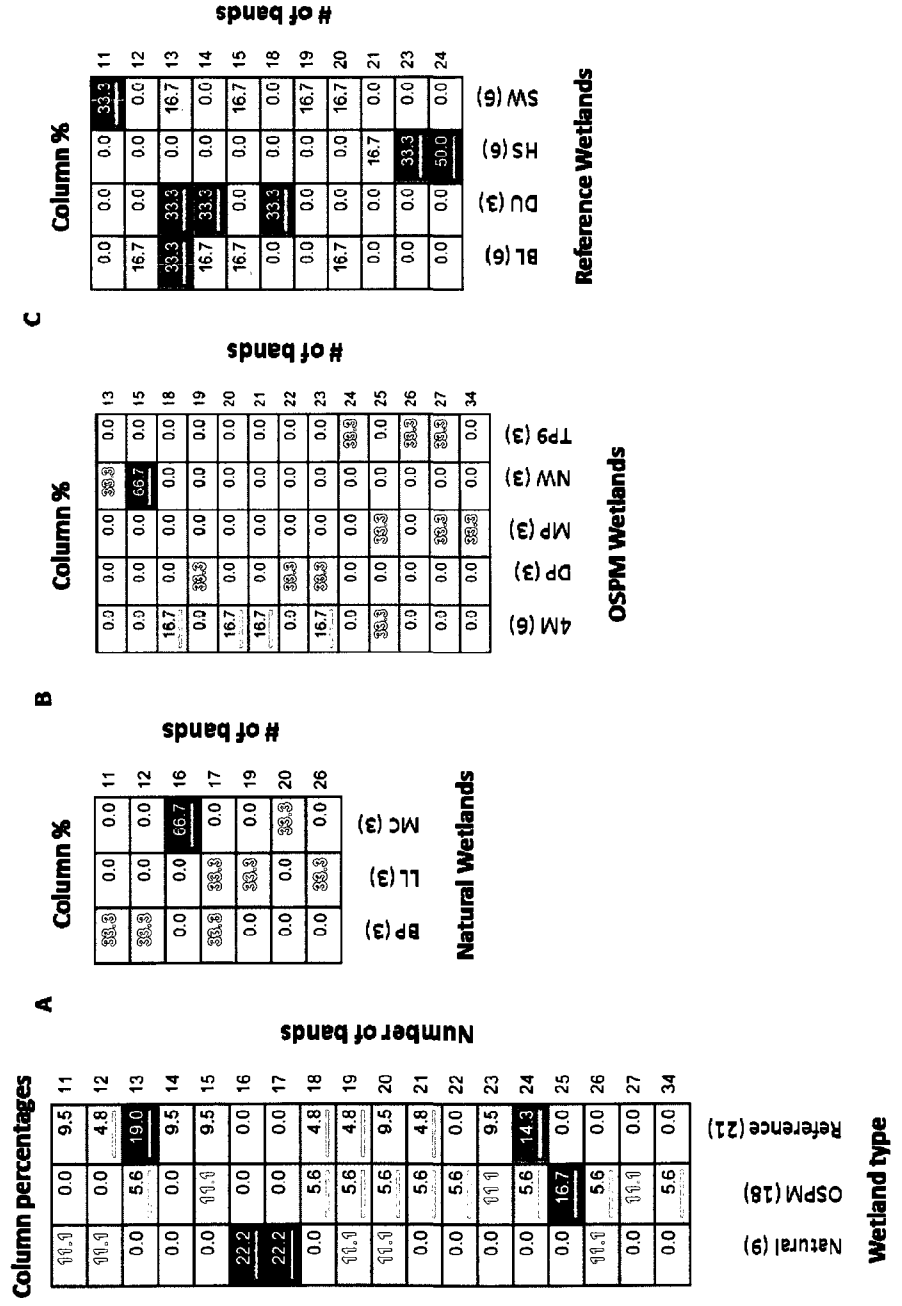 Column percentages
11.1 0.0 9.5 11
11.1 0.0 4.8 12
0.0 5.6 19.0 13
0.0 0.0 9.5 14
0.0 11.1 9.5 15
22.2 0.0 0.0 16
22.2 0.0 0.0 17
0.0 5.6 4.8 18
11.1 5.6 4.8 19
11.1 5.6 9.5 20
0.0 5.6 4.8 21
0.0 5.6 0.0 22
0.0 11.1 9.5 23
0.0 5.6 14.3 24
0.0 16.7 0.0 25
11.1 5.6 0.0 26
0.0 11.1 0.0 27
0.0 5.6 0.0 34
Number of bands
Natural (9) OSPM (18) Reference (21)
Wetland type
A
Column %
33.3 0.0 0.0 11
33.3 0.0 0.0 12
0.0 0.0 66.7 16
33.3 33.3 0.0 17
0.0 33.3 0.0 19
0.0 0.0 33.3 20
0.0 33.3 0.0 26
# of bands
BP (3) LL (3) MC (3)
Natural Wetlands
B
Column %
0.0 0.0 0.0 33.3 0.0 13
0.0 0.0 0.0 66.7 0.0 15
16.7 0.0 0.0 0.0 0.0 18
0.0 33.3 0.0 0.0 0.0 19
16.7 0.0 0.0 0.0 0.0 20
16.7 0.0 0.0 0.0 0.0 21
0.0 33.3 0.0 0.0 0.0 22
16.7 33.3 0.0 0.0 0.0 23
0.0 0.0 0.0 0.0 33.3 24
33.3 0.0 33.3 0.0 0.0 25
0.0 0.0 0.0 0.0 33.3 26
0.0 0.0 33.3 0.0 33.3 27
0.0 0.0 33.3 0.0 0.0 34
# of bands
4M (6) DP (3) MP (3) NW (3) TP9 (3)
OSPM Wetlands
C
Column %
0.0 0.0 0.0 33.3 11
16.7 0.0 0.0 0.0 12
33.3 33.3 0.0 16.7 13
16.7 33.3 0.0 0.0 14
16.7 0.0 0.0 16.7 15
0.0 33.3 0.0 0.0 18
0.0 0.0 0.0 16.7 19
16.7 0.0 0.0 16.7 20
0.0 0.0 16.7 0.0 21
0.0 0.0 33.3 0.0 23
0.0 0.0 50.0 0.0 24
# of bands
BL (6) DU (3) HS (6) SW (6)
Reference Wetlands